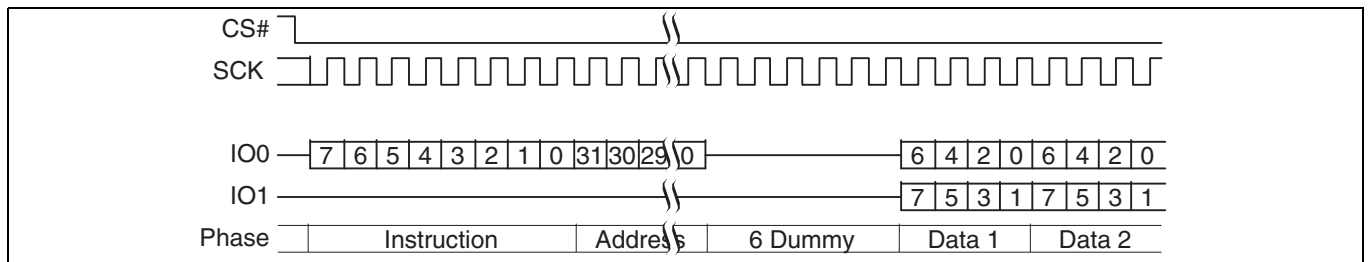 CS#
SCK
IO0 7 6 5 4 3 2 1 0 31 30 29 0 6 4 2 0 6 4 2 0
IO1 7 5 3 1 7 5 3 1
Phase Instruction Address 6 Dummy Data 1 Data 2